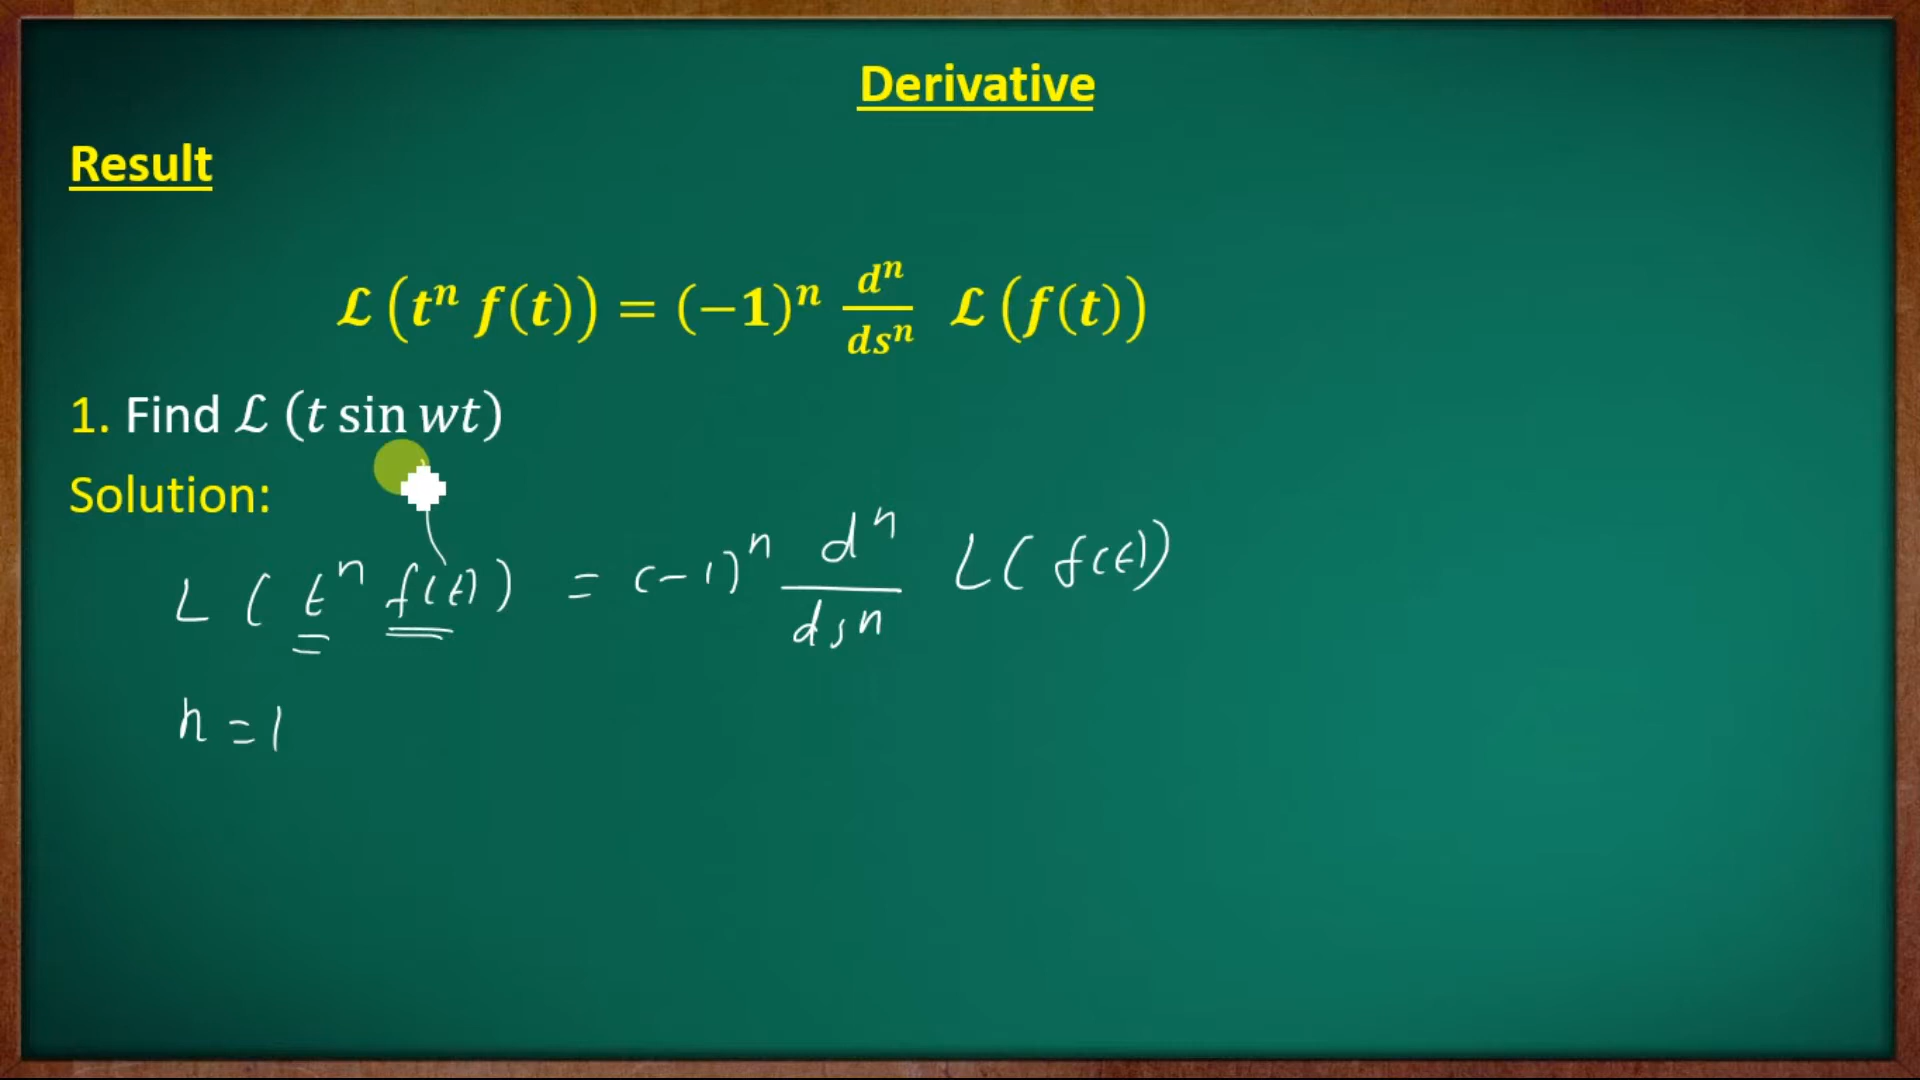 Derivative
Result
ℒ (tⁿ f(t)) = (−1)ⁿ dⁿ/dsⁿ ℒ (f(t))
1. Find ℒ (t sin wt)
Solution:
L ( tⁿ f(t) ) = (-1)ⁿ dⁿ/dsⁿ L( f(t) )
n = 1